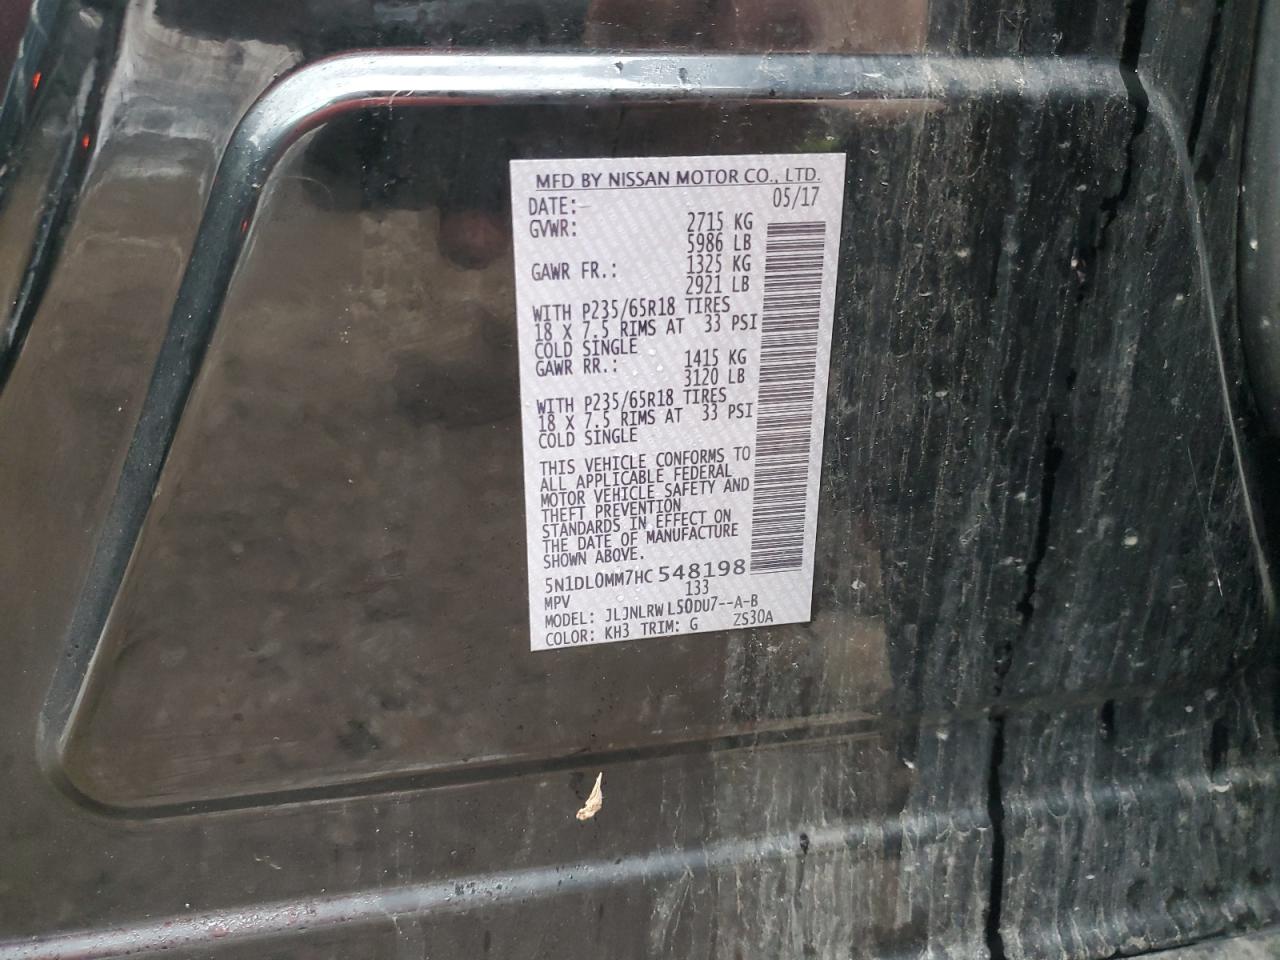 MFD BY NISSAN MOTOR CO., LTD.
DATE: 05/17
GVWR: 2715 KG
5986 LB
GAWR FR.: 1325 KG
2921 LB
WITH P235/65R18 TIRES
18 X 7.5 RIMS AT 33 PSI
COLD SINGLE
GAWR RR.: 1415 KG
3120 LB
WITH P235/65R18 TIRES
18 X 7.5 RIMS AT 33 PSI
COLD SINGLE
THIS VEHICLE CONFORMS TO
ALL APPLICABLE FEDERAL
MOTOR VEHICLE SAFETY AND
THEFT PREVENTION
STANDARDS IN EFFECT ON
THE DATE OF MANUFACTURE
SHOWN ABOVE.
5N1DL0MM7HC548198
MPV 133
MODEL: JLJNLRWL50DU7--A-B
COLOR: KH3 TRIM: G ZS30A